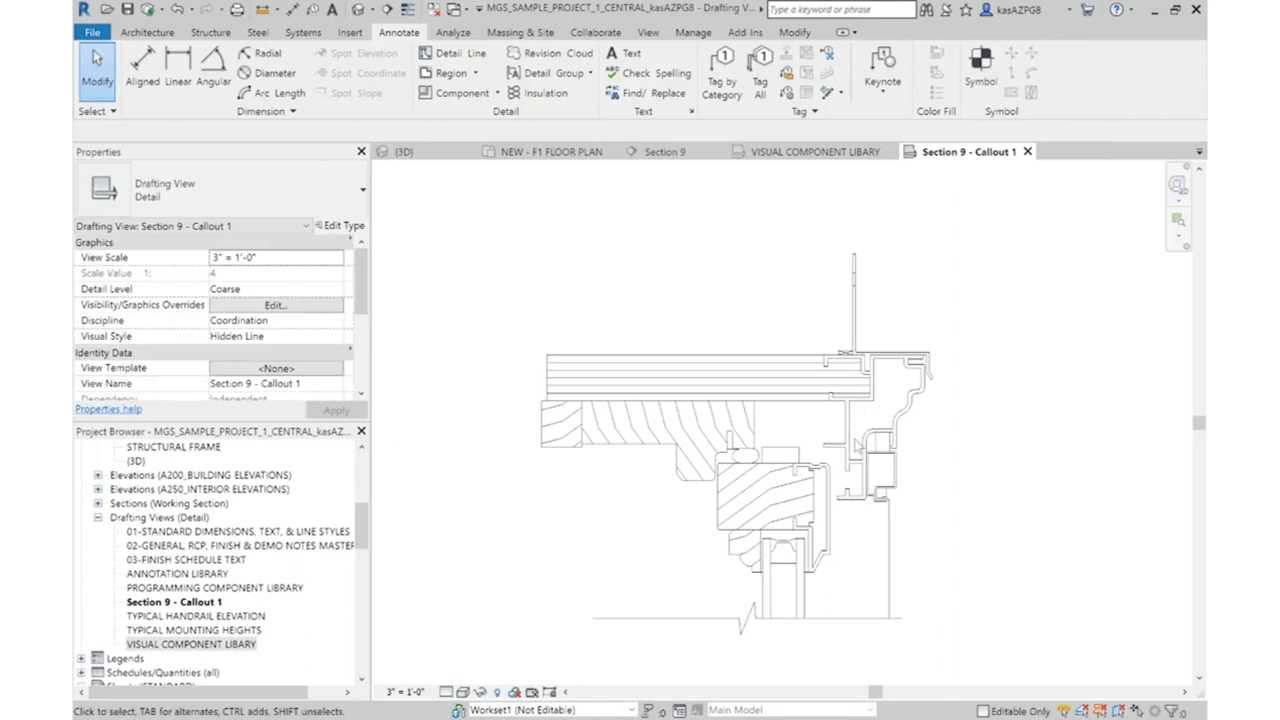 MGS_SAMPLE_PROJECT_1_CENTRAL_kasAZPG8 - Drafting V...
Type a keyword or phrase
kasAZPG8
File Architecture Structure Steel Systems Insert Annotate Analyze Massing & Site Collaborate View Manage Add-Ins Modify
Modify
Aligned Linear Angular
Radial
Diameter
Arc Length
Spot Elevation
Spot Coordinate
Spot Slope
Detail Line
Region
Component
Revision Cloud
Detail Group
Insulation
Text
Check Spelling
Find/ Replace
Tag by
Category
Tag
All
Keynote
Symbol
Select Dimension Detail Text Tag Color Fill Symbol
Properties
{3D} NEW - F1 FLOOR PLAN Section 9 VISUAL COMPONENT LIBARY Section 9 - Callout 1
Drafting View
Detail
Drafting View: Section 9 - Callout 1 Edit Type
Graphics
View Scale 3" = 1'-0"
Scale Value 1: 4
Detail Level Coarse
Visibility/Graphics Overrides Edit...
Discipline Coordination
Visual Style Hidden Line
Identity Data
View Template <None>
View Name Section 9 - Callout 1
Dependency Independent
Properties help Apply
Project Browser - MGS_SAMPLE_PROJECT_1_CENTRAL_kasAZ...
STRUCTURAL FRAME
{3D}
Elevations (A200_BUILDING ELEVATIONS)
Elevations (A250_INTERIOR ELEVATIONS)
Sections (Working Section)
Drafting Views (Detail)
01-STANDARD DIMENSIONS, TEXT, & LINE STYLES
02-GENERAL, RCP, FINISH & DEMO NOTES MASTER
03-FINISH SCHEDULE TEXT
ANNOTATION LIBRARY
PROGRAMMING COMPONENT LIBRARY
Section 9 - Callout 1
TYPICAL HANDRAIL ELEVATION
TYPICAL MOUNTING HEIGHTS
VISUAL COMPONENT LIBARY
Legends
Schedules/Quantities (all)
3" = 1'-0"
Click to select, TAB for alternates, CTRL adds, SHIFT unselects.
Workset1 (Not Editable)
:0
Main Model
Editable Only
:0